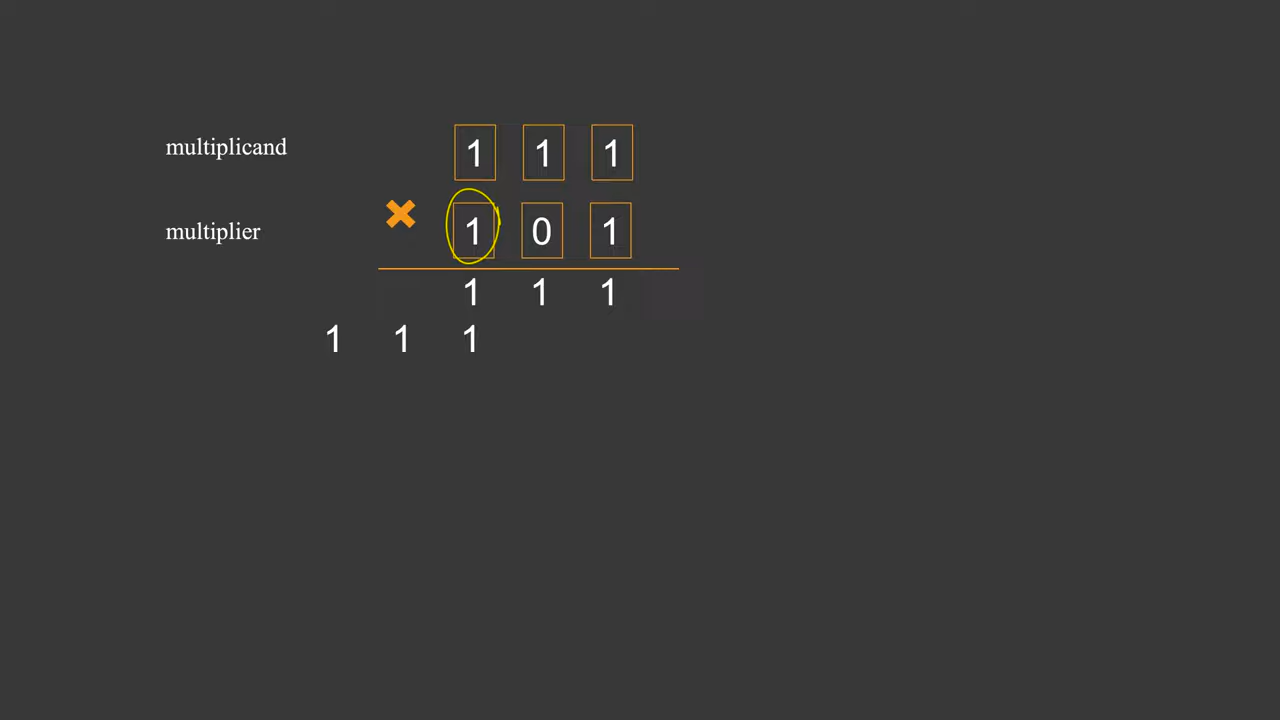 multiplicand 1 1 1
multiplier × 1 0 1
1 1 1
1 1 1